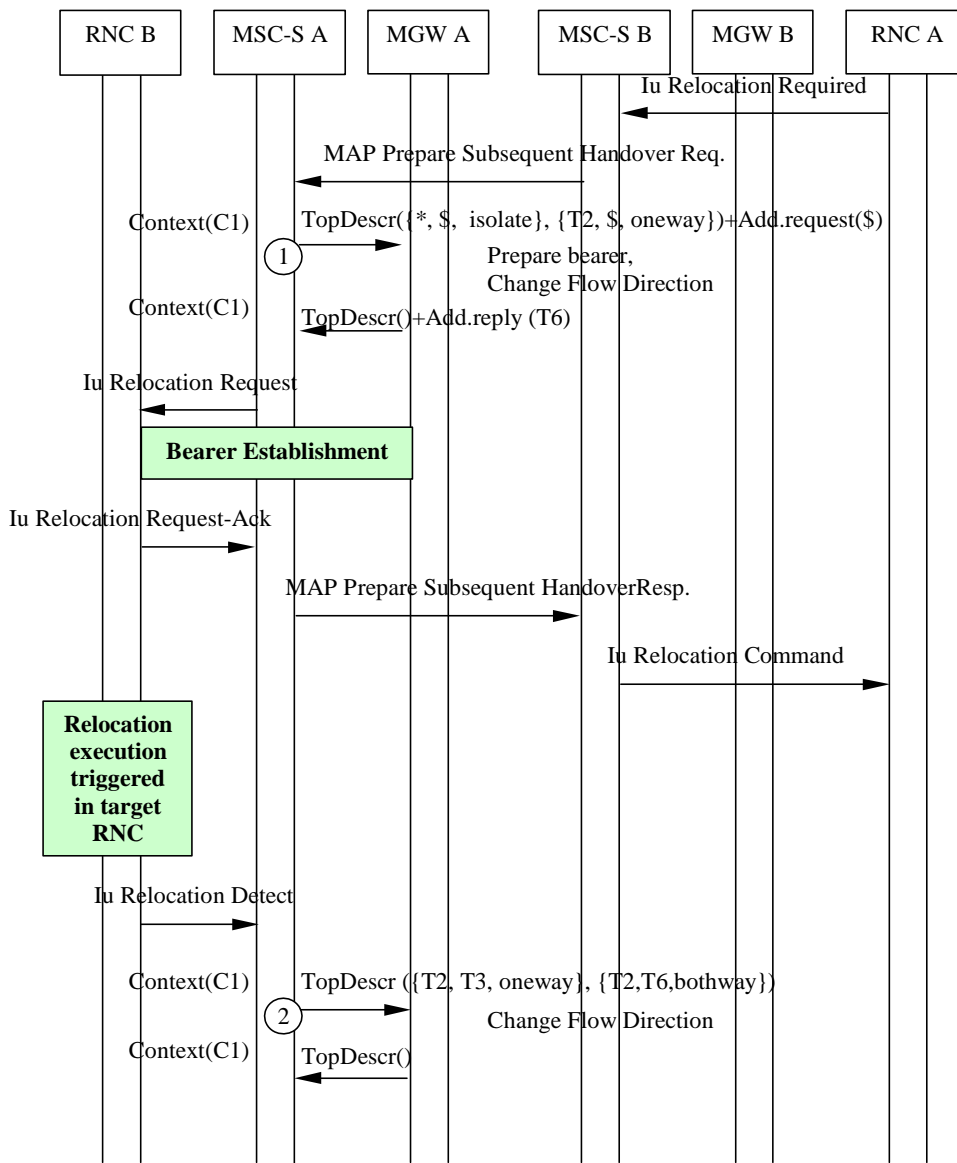 RNC B
MSC-S A
MGW A
MSC-S B
MGW B
RNC A
Iu Relocation Required
MAP Prepare Subsequent Handover Req.
Context(C1)
TopDescr({*, $, isolate}, {T2, $, oneway})+Add.request($)
1
Prepare bearer,
Change Flow Direction
Context(C1)
TopDescr()+Add.reply (T6)
Iu Relocation Request
Bearer Establishment
Iu Relocation Request-Ack
MAP Prepare Subsequent HandoverResp.
Iu Relocation Command
Relocation
execution
triggered
in target
RNC
Iu Relocation Detect
Context(C1)
TopDescr ({T2, T3, oneway}, {T2,T6,bothway})
2
Change Flow Direction
Context(C1)
TopDescr()